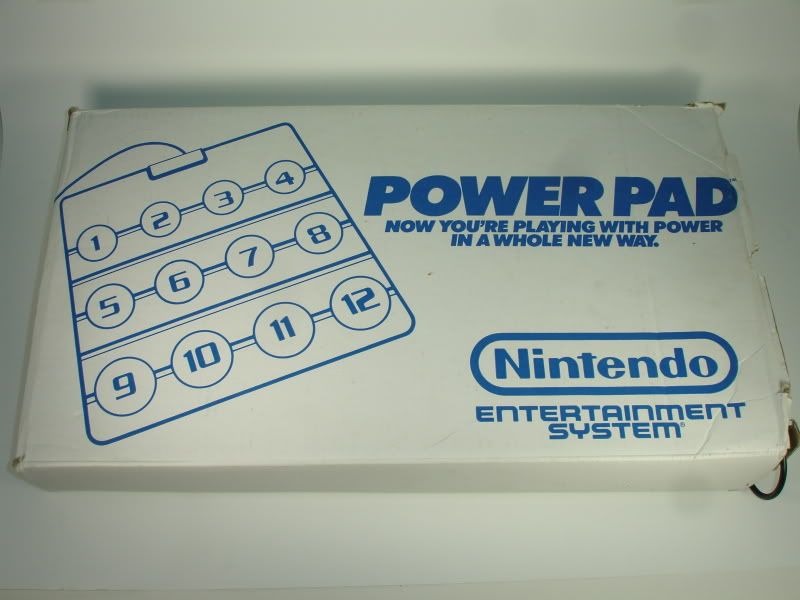 1 2 3 4
5 6 7 8
9 10 11 12
POWER PAD™
NOW YOU'RE PLAYING WITH POWER
IN A WHOLE NEW WAY.
Nintendo
ENTERTAINMENT
SYSTEM®